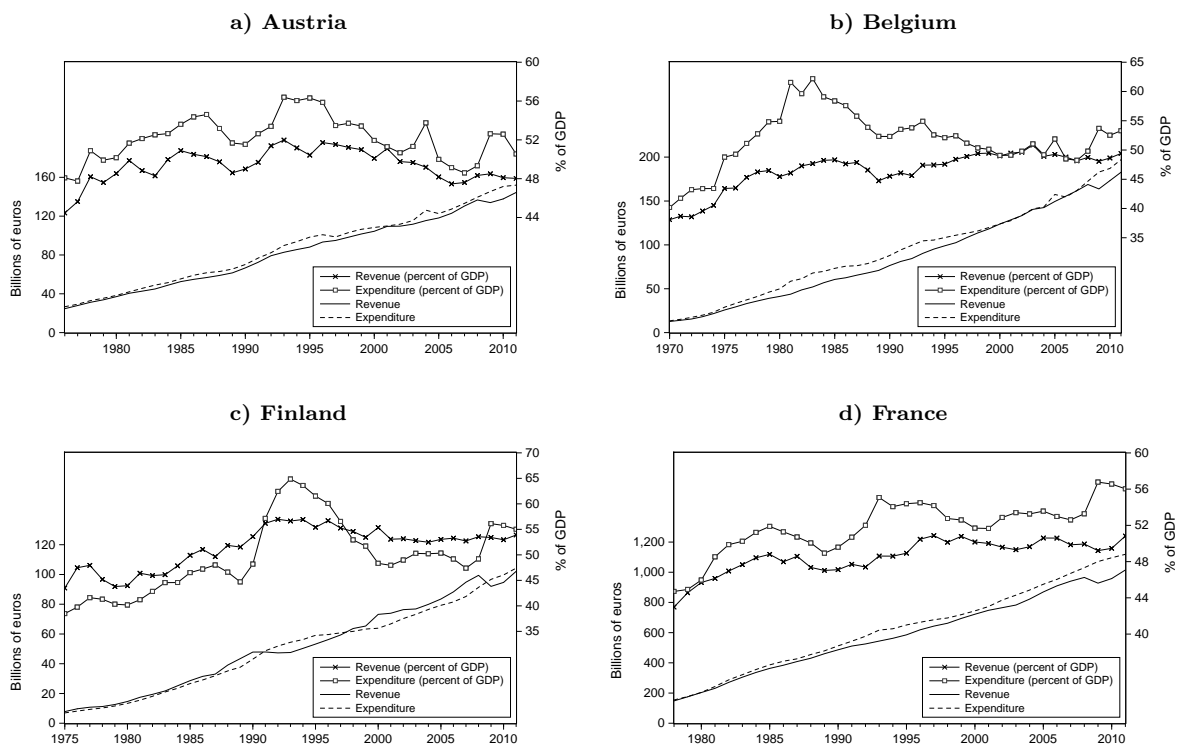 a) Austria
60
56
52
48
44
160
120
80
40
0
% of GDP
Billions of euros
Revenue (percent of GDP)
Expenditure (percent of GDP)
Revenue
Expenditure
1980 1985 1990 1995 2000 2005 2010
b) Belgium
65
60
55
50
45
40
35
200
150
100
50
0
% of GDP
Billions of euros
Revenue (percent of GDP)
Expenditure (percent of GDP)
Revenue
Expenditure
1970 1975 1980 1985 1990 1995 2000 2005 2010
c) Finland
70
65
60
55
50
45
40
35
120
100
80
60
40
20
0
% of GDP
Billions of euros
Revenue (percent of GDP)
Expenditure (percent of GDP)
Revenue
Expenditure
1975 1980 1985 1990 1995 2000 2005 2010
d) France
60
56
52
48
44
40
1,200
1,000
800
600
400
200
0
% of GDP
Billions of euros
Revenue (percent of GDP)
Expenditure (percent of GDP)
Revenue
Expenditure
1980 1985 1990 1995 2000 2005 2010